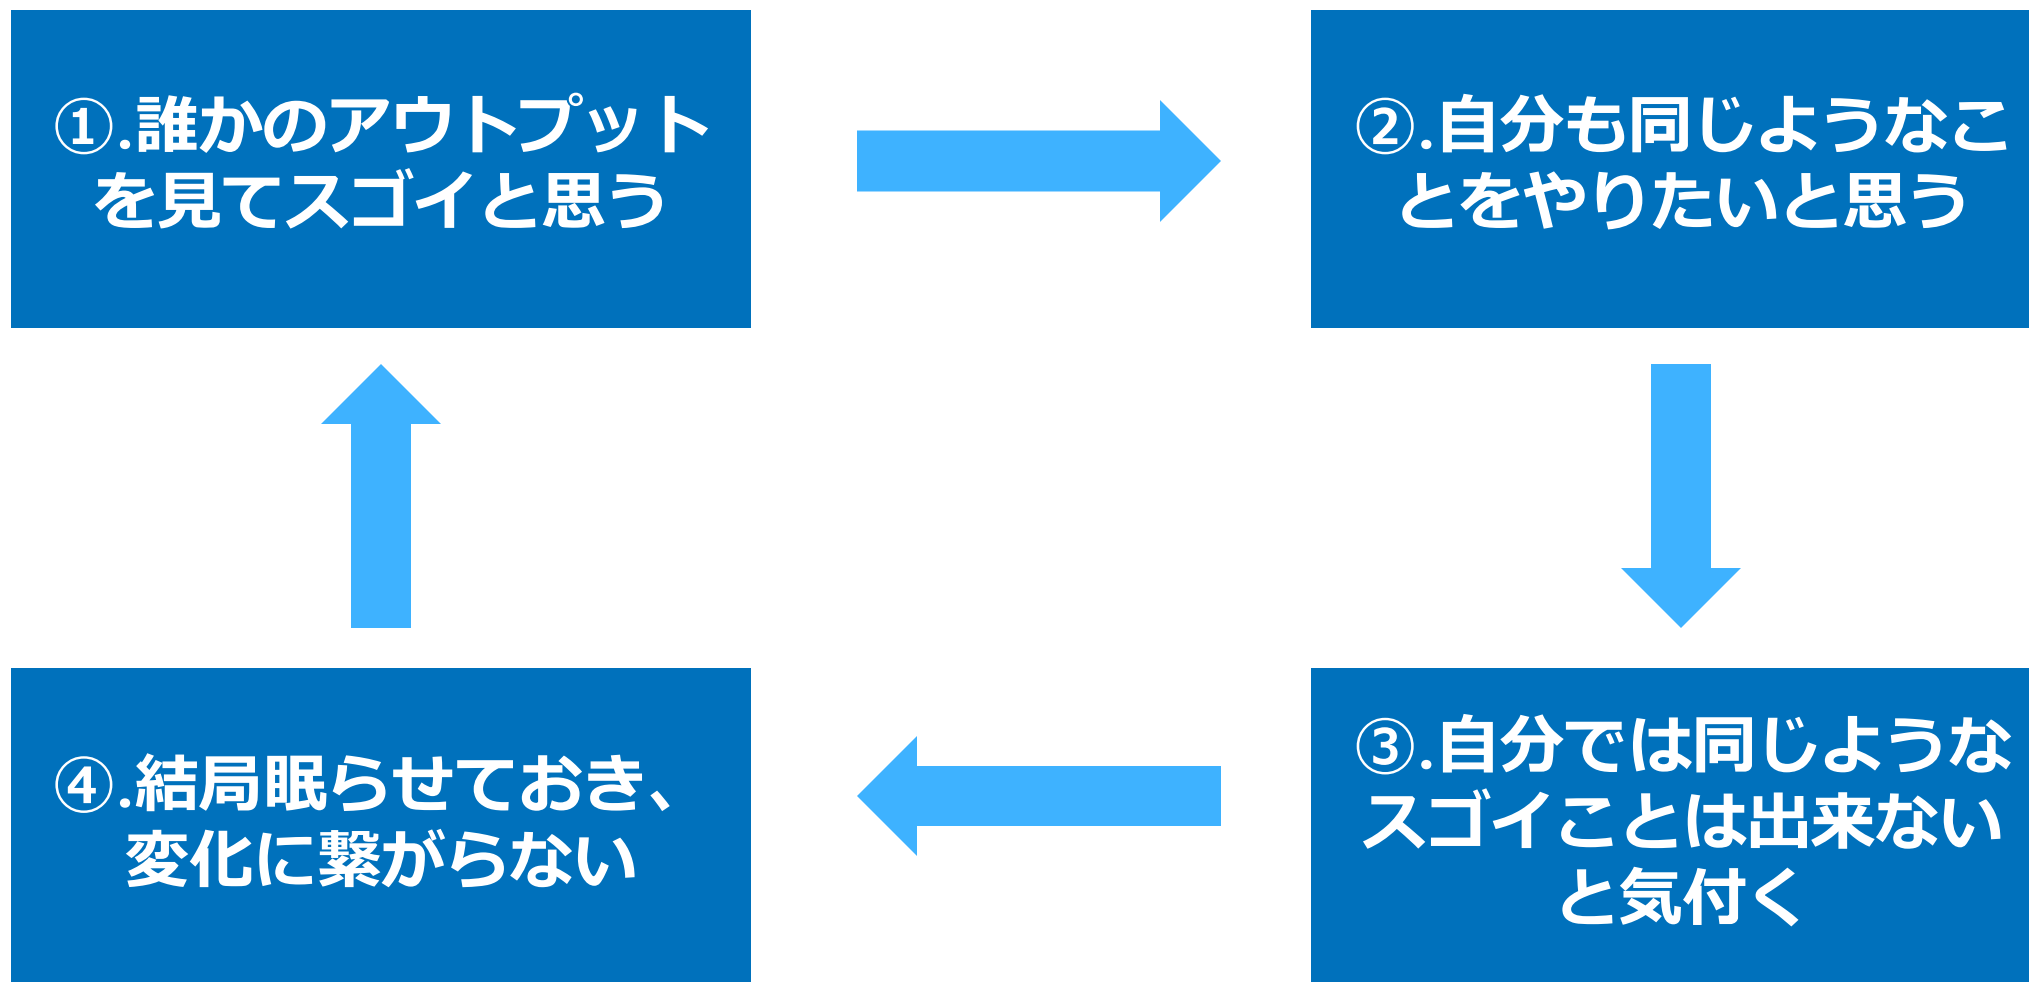 ①.誰かのアウトプット
を見てスゴイと思う
②.自分も同じようなこ
とをやりたいと思う
③.自分では同じような
スゴイことは出来ない
と気付く
④.結局眠らせておき、
変化に繋がらない